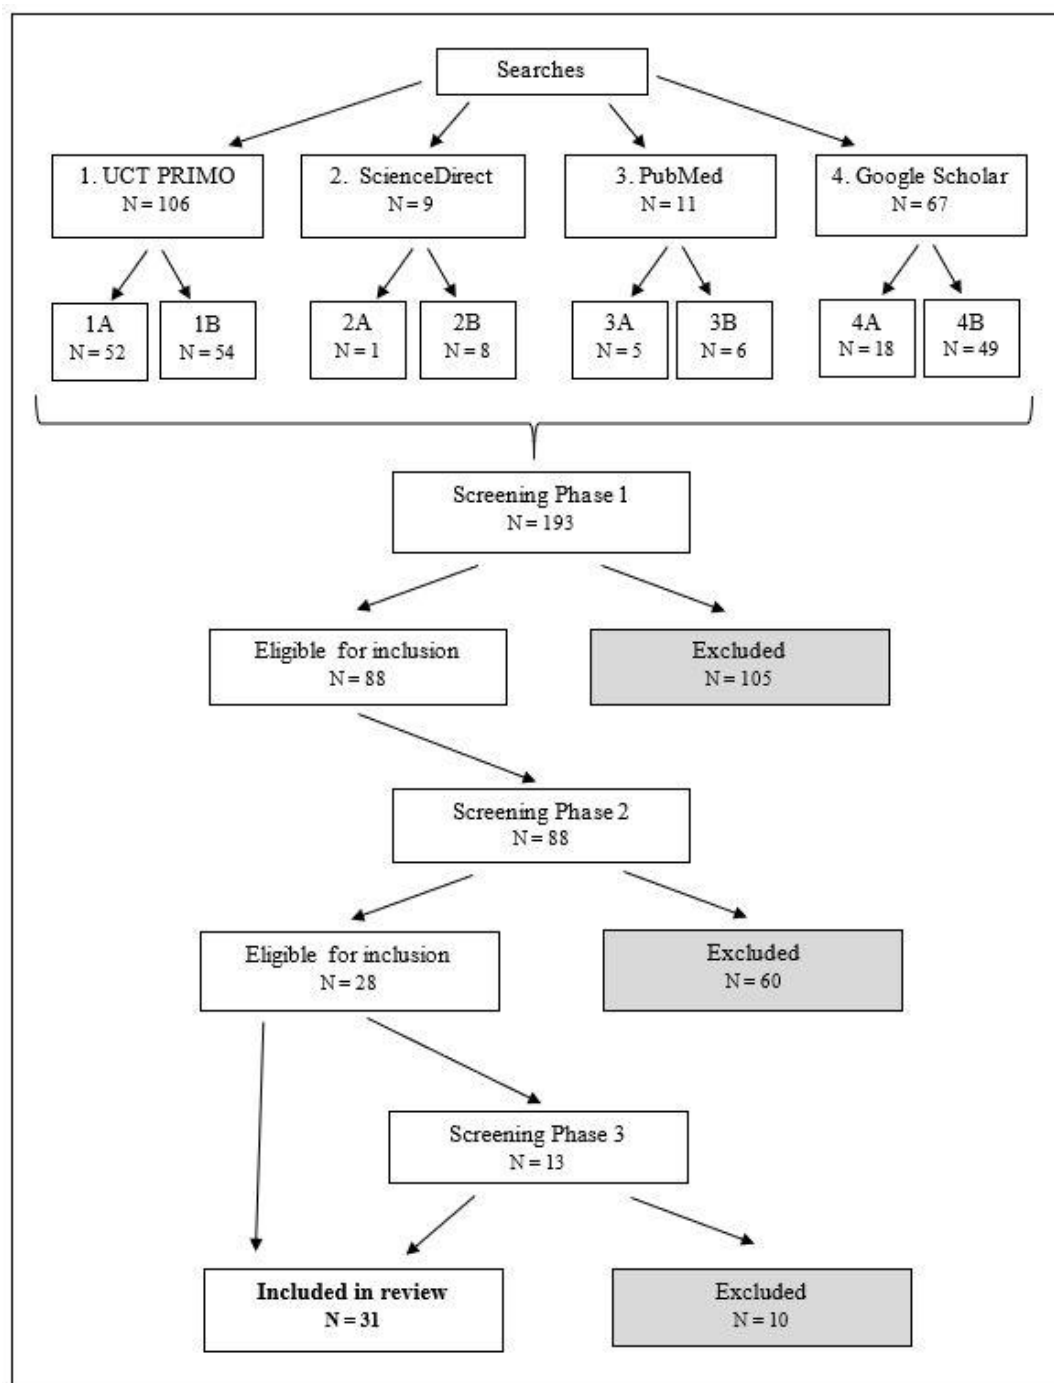 Searches
1. UCT PRIMO
N = 106
2. ScienceDirect
N = 9
3. PubMed
N = 11
4. Google Scholar
N = 67
1A
N = 52
1B
N = 54
2A
N = 1
2B
N = 8
3A
N = 5
3B
N = 6
4A
N = 18
4B
N = 49
Screening Phase 1
N = 193
Eligible for inclusion
N = 88
Excluded
N = 105
Screening Phase 2
N = 88
Eligible for inclusion
N = 28
Excluded
N = 60
Screening Phase 3
N = 13
Included in review
N = 31
Excluded
N = 10